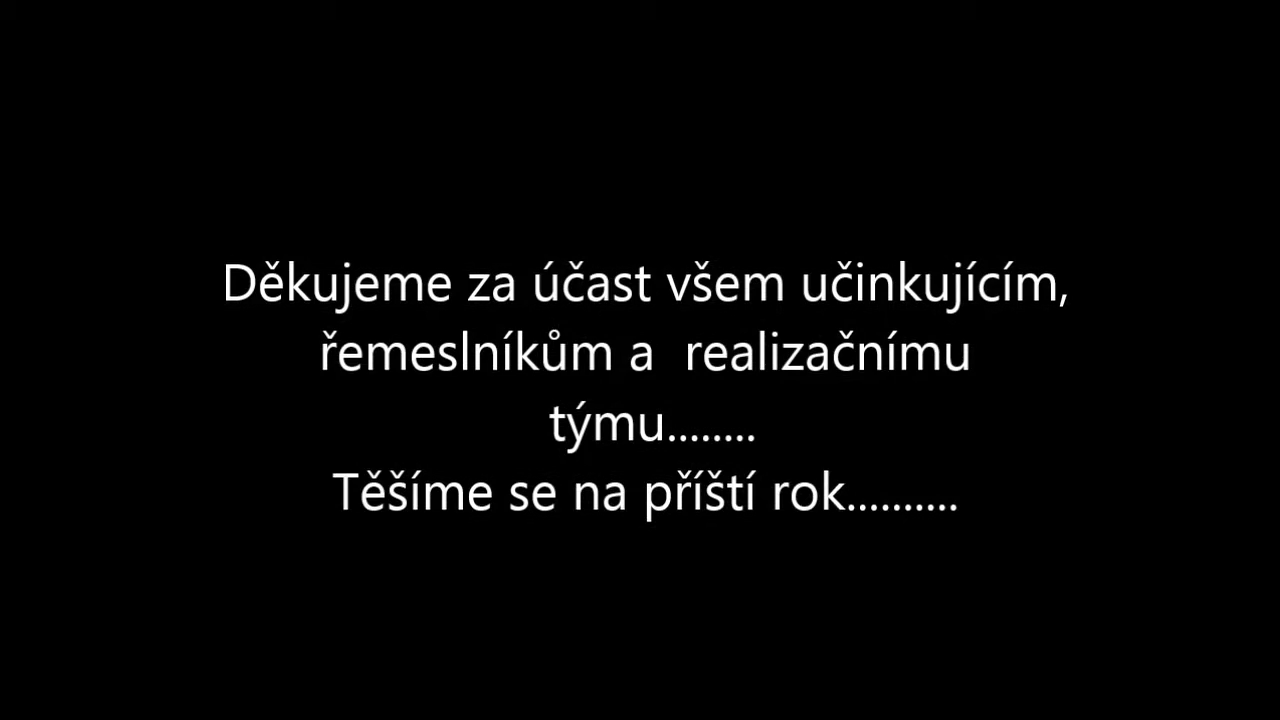 Děkujeme za účast všem učinkujícím,
řemeslníkům a  realizačnímu
týmu........
Těšíme se na příští rok..........